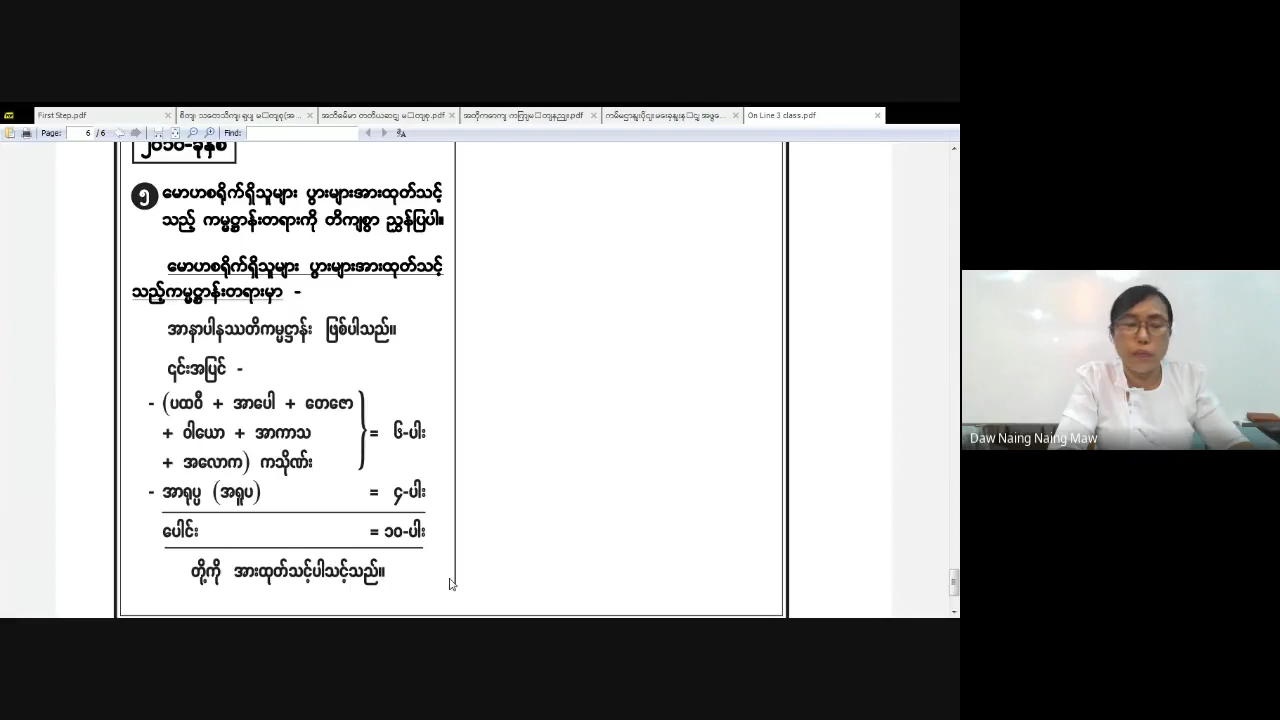 First Step.pdf
On Line 3 class.pdf
Page: 6 / 6 Find:
၂၀၁၀-ခုနှစ်
၅ မောဟစရိုက်ရှိသူများ ပွားများအားထုတ်သင့်
သည့် ကမ္မဋ္ဌာန်းတရားကို တိကျစွာ ညွှန်ပြပါ။
မောဟစရိုက်ရှိသူများ ပွားများအားထုတ်သင့်
သည့်ကမ္မဋ္ဌာန်းတရားမှာ -
အာနာပါနဿတိကမ္မဋ္ဌာန်း ဖြစ်ပါသည်။
၎င်းအပြင် -
- (ပထဝီ + အာပေါ + တေဇော
+ ဝါယော + အာကာသ = ၆-ပါး
+ အလောက) ကသိုဏ်း
- အာရုပ္ပ (အရူပ) = ၄-ပါး
ပေါင်း = ၁၀-ပါး
တို့ကို အားထုတ်သင့်ပါသင့်သည်။
Daw Naing Naing Maw